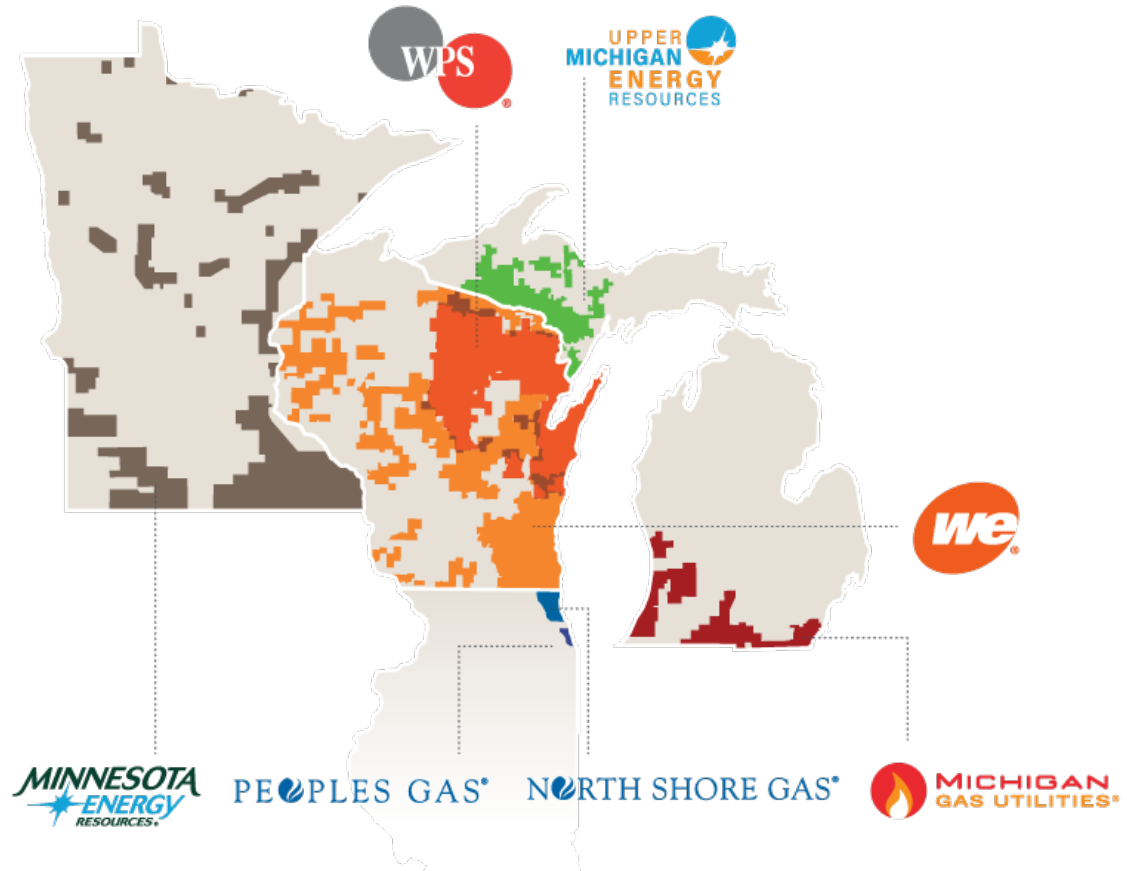 WPS®
UPPER
MICHIGAN
ENERGY
RESOURCES
we®
MINNESOTA
ENERGY
RESOURCES®
PEOPLES GAS®
NORTH SHORE GAS®
MICHIGAN
GAS UTILITIES®